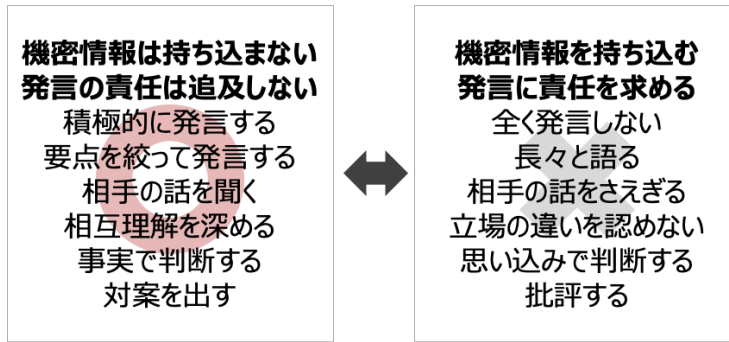 機密情報は持ち込まない
発言の責任は追及しない
積極的に発言する
要点を絞って発言する
相手の話を聞く
相互理解を深める
事実で判断する
対案を出す
機密情報を持ち込む
発言に責任を求める
全く発言しない
長々と語る
相手の話をさえぎる
立場の違いを認めない
思い込みで判断する
批評する